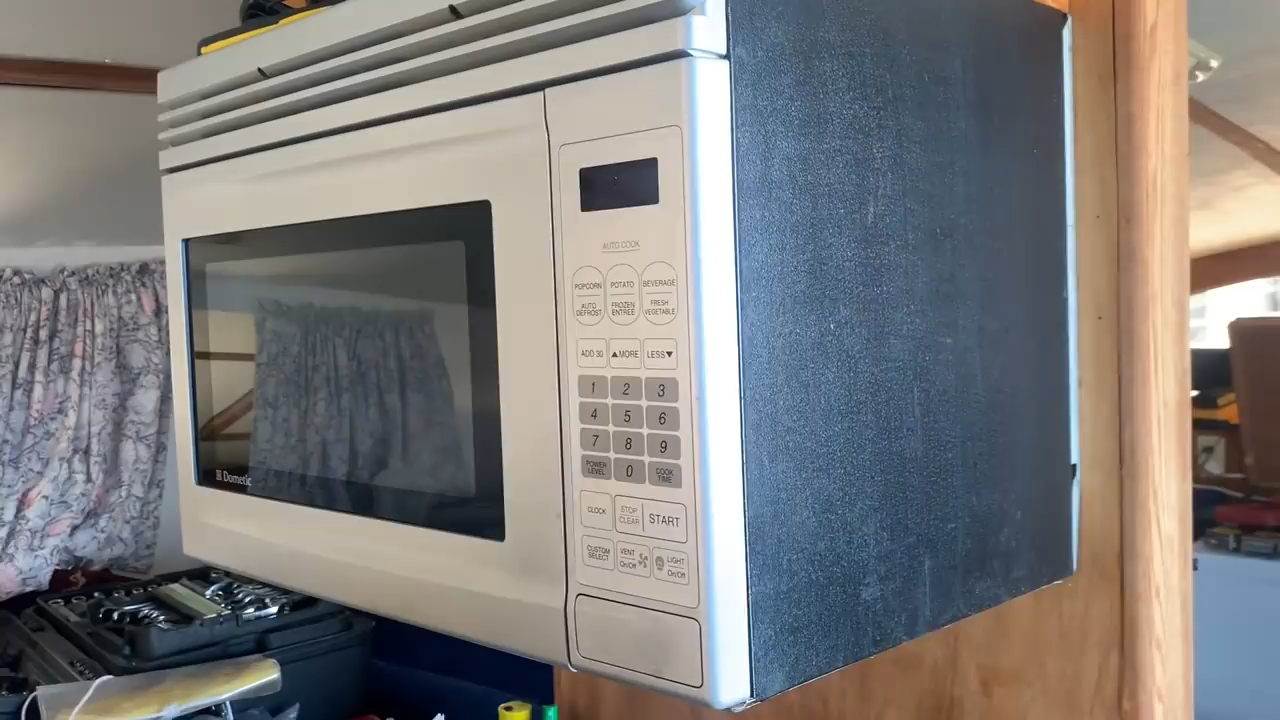 AUTO COOK
POPCORN
AUTO
DEFROST
POTATO
FROZEN
ENTREE
BEVERAGE
FRESH
VEGETABLE
ADD 30
▲MORE
LESS▼
1
2
3
4
5
6
7
8
9
POWER
LEVEL
0
COOK
TIME
CLOCK
STOP
CLEAR
START
CUSTOM
SELECT
VENT
On/Off
LIGHT
On/Off
Dometic